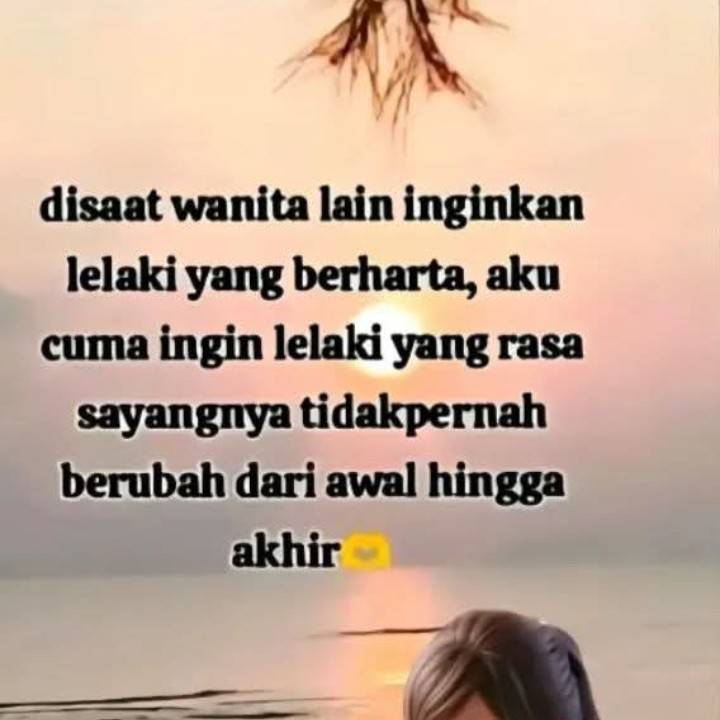 disaat wanita lain inginkan
lelaki yang berharta, aku
cuma ingin lelaki yang rasa
sayangnya tidakpernah
berubah dari awal hingga
akhir🫶